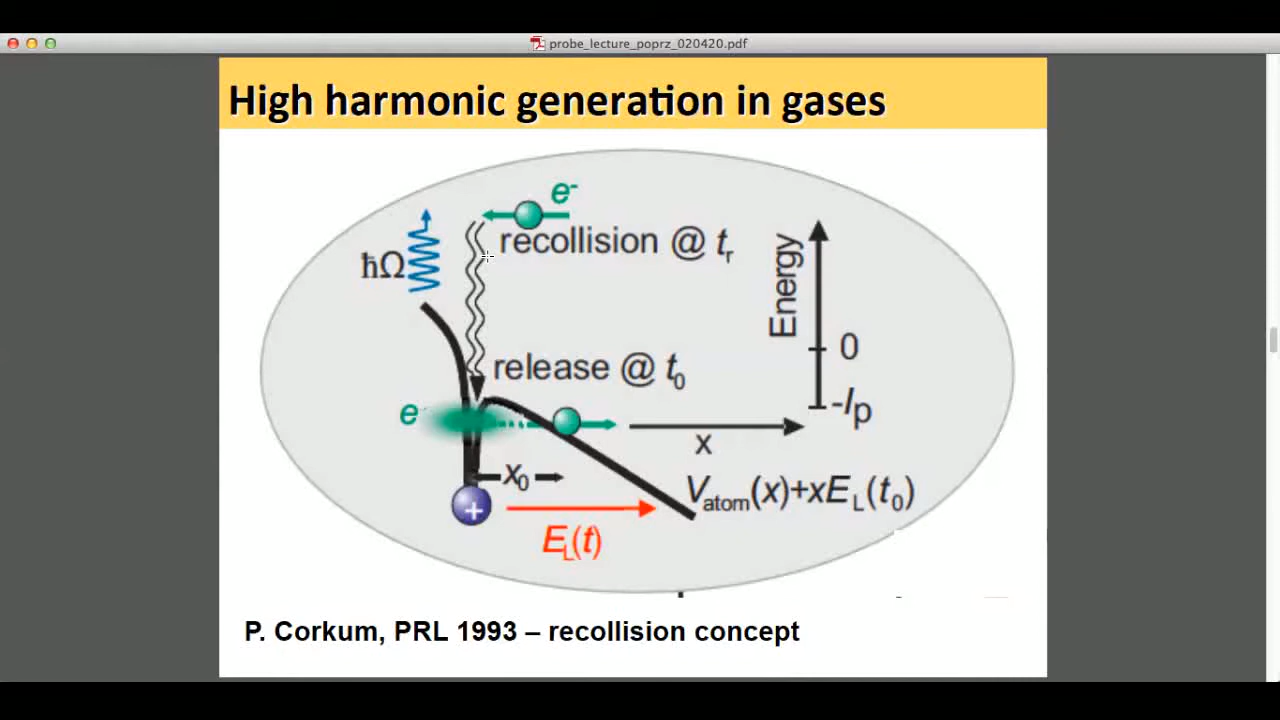 probe_lecture_poprz_020420.pdf
High harmonic generation in gases
e-
recollision @ tr
ħΩ
Energy
0
release @ t0
-Ip
e-
x
x0
Vatom(x)+xEL(t0)
+
EL(t)
P. Corkum, PRL 1993 – recollision concept